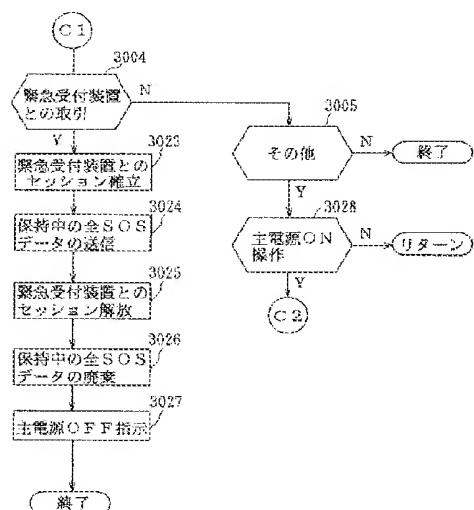 C1
3004
緊急受付装置
との取引
N
Y
3005
その他
N
終了
Y
3023
緊急受付装置との
セッション確立
3024
保持中の全SOS
データの送信
3028
主電源ON
操作
N
リターン
Y
C2
3025
緊急受付装置との
セッション解放
3026
保持中の全SOS
データの廃棄
3027
主電源OFF指示
終了